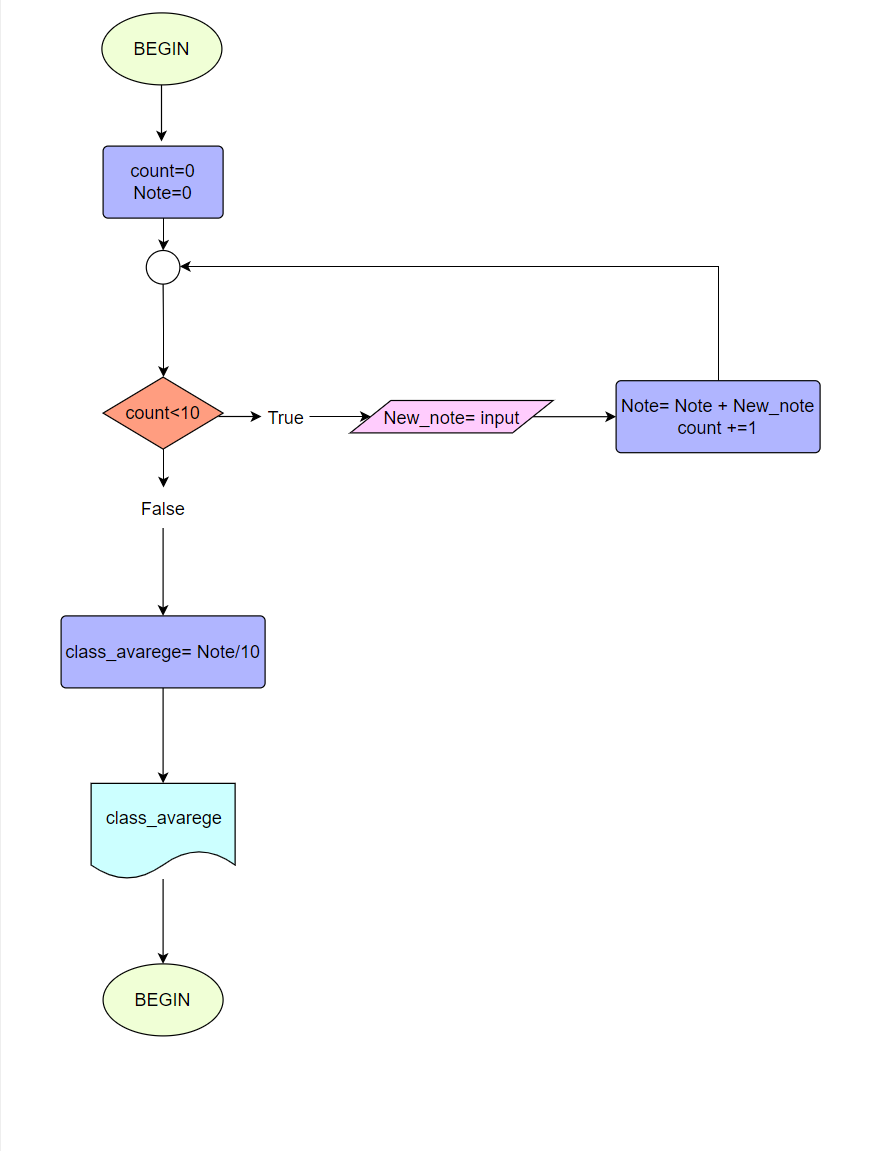 BEGIN
count=0
Note=0
count<10
True
New_note= input
Note= Note + New_note
count +=1
False
class_avarege= Note/10
class_avarege
BEGIN